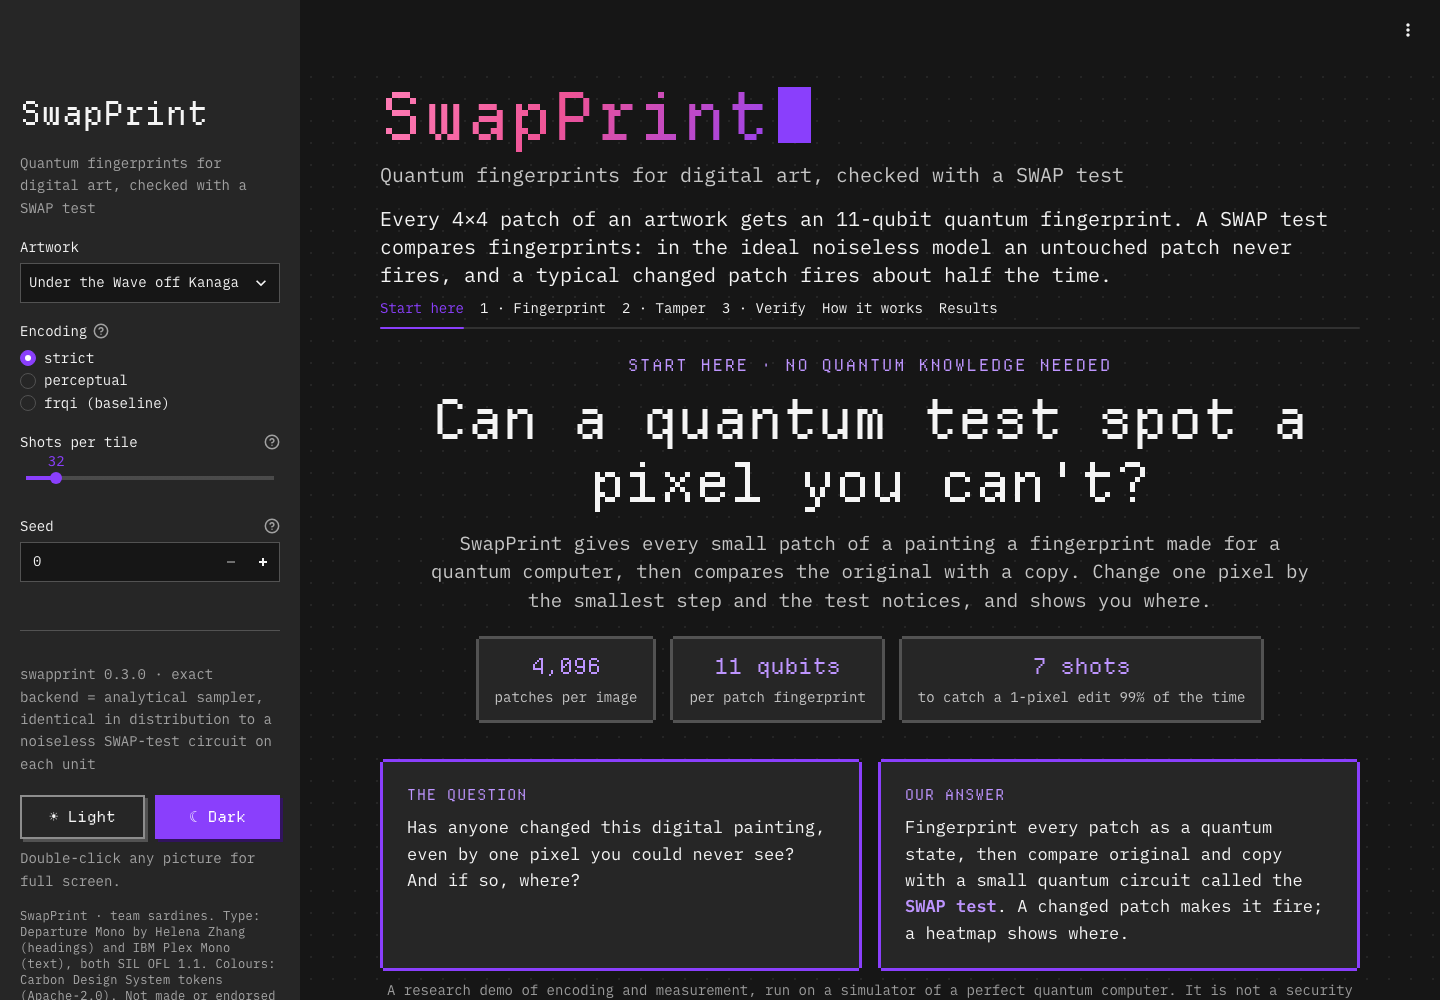 SwapPrint
Quantum fingerprints for
digital art, checked with a
SWAP test
Artwork
Under the Wave off Kanaga
Encoding
strict
perceptual
frqi (baseline)
Shots per tile
32
Seed
0
swapprint 0.3.0 · exact
backend = analytical sampler,
identical in distribution to a
noiseless SWAP-test circuit on
each unit
☀ Light
☾ Dark
Double-click any picture for
full screen.
SwapPrint · team sardines. Type:
Departure Mono by Helena Zhang
(headings) and IBM Plex Mono
(text), both SIL OFL 1.1. Colours:
Carbon Design System tokens
(Apache-2.0). Not made or endorsed
SwapPrint
Quantum fingerprints for digital art, checked with a SWAP test
Every 4×4 patch of an artwork gets an 11-qubit quantum fingerprint. A SWAP test
compares fingerprints: in the ideal noiseless model an untouched patch never
fires, and a typical changed patch fires about half the time.
Start here 1 · Fingerprint 2 · Tamper 3 · Verify How it works Results
START HERE · NO QUANTUM KNOWLEDGE NEEDED
Can a quantum test spot a
pixel you can't?
SwapPrint gives every small patch of a painting a fingerprint made for a
quantum computer, then compares the original with a copy. Change one pixel by
the smallest step and the test notices, and shows you where.
4,096
patches per image
11 qubits
per patch fingerprint
7 shots
to catch a 1-pixel edit 99% of the time
THE QUESTION
Has anyone changed this digital painting,
even by one pixel you could never see?
And if so, where?
OUR ANSWER
Fingerprint every patch as a quantum
state, then compare original and copy
with a small quantum circuit called the
SWAP test. A changed patch makes it fire;
a heatmap shows where.
A research demo of encoding and measurement, run on a simulator of a perfect quantum computer. It is not a security